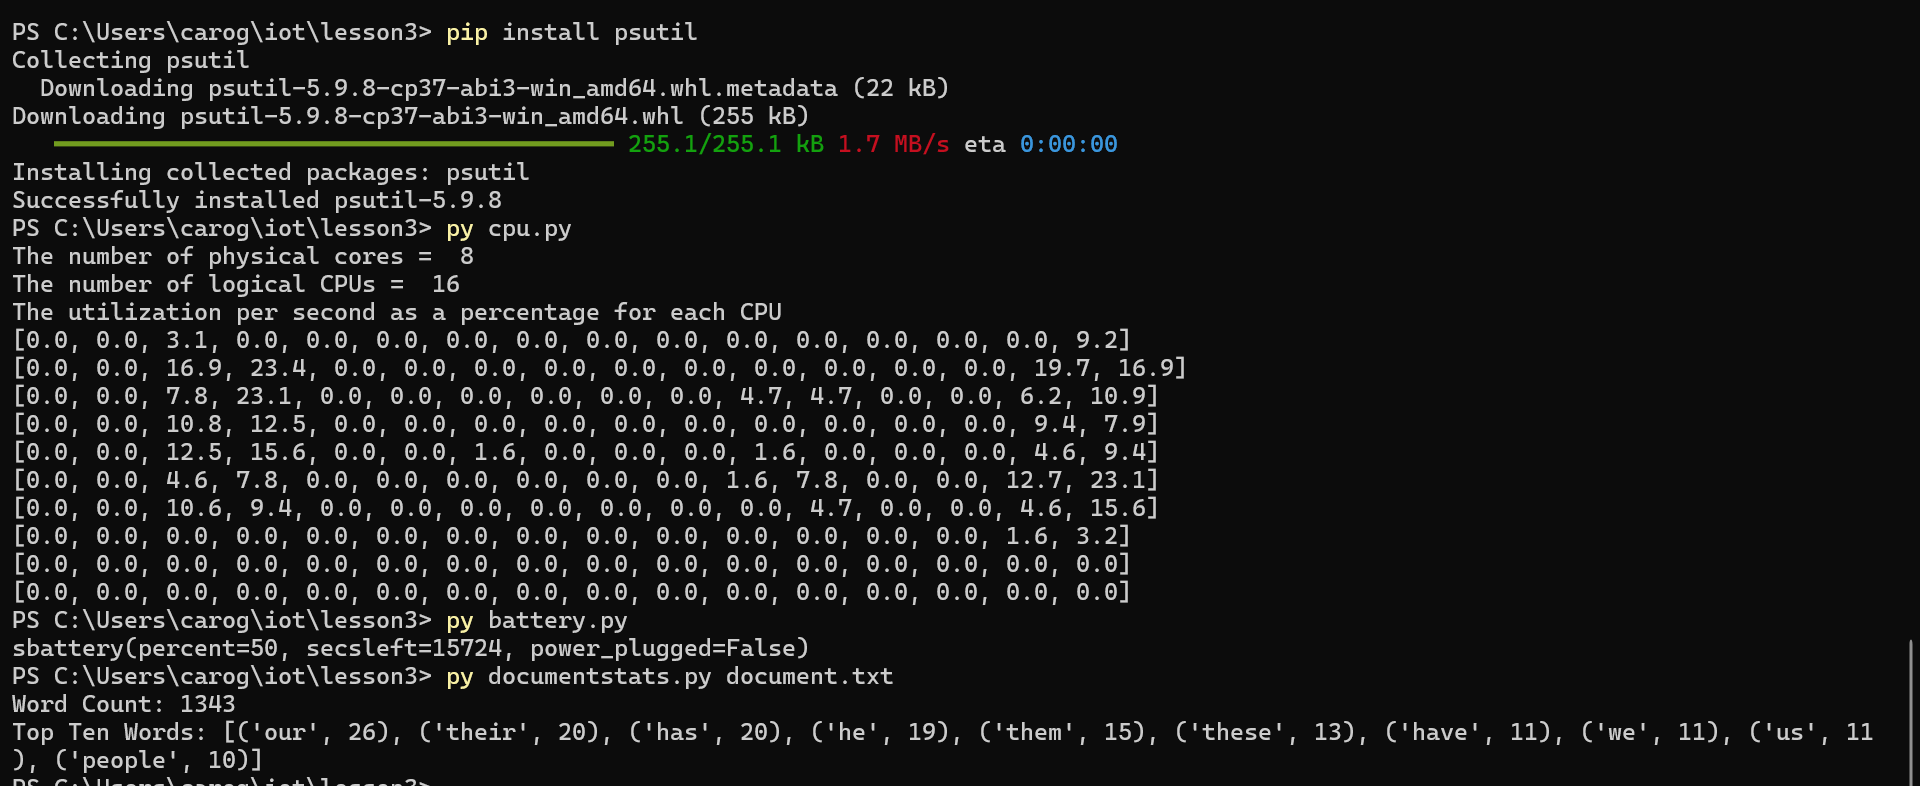 PS C:\Users\carog\iot\lesson3> pip install psutil
Collecting psutil
  Downloading psutil-5.9.8-cp37-abi3-win_amd64.whl.metadata (22 kB)
Downloading psutil-5.9.8-cp37-abi3-win_amd64.whl (255 kB)
255.1/255.1 kB 1.7 MB/s eta 0:00:00
Installing collected packages: psutil
Successfully installed psutil-5.9.8
PS C:\Users\carog\iot\lesson3> py cpu.py
The number of physical cores =  8
The number of logical CPUs =  16
The utilization per second as a percentage for each CPU
[0.0, 0.0, 3.1, 0.0, 0.0, 0.0, 0.0, 0.0, 0.0, 0.0, 0.0, 0.0, 0.0, 0.0, 0.0, 9.2]
[0.0, 0.0, 16.9, 23.4, 0.0, 0.0, 0.0, 0.0, 0.0, 0.0, 0.0, 0.0, 0.0, 0.0, 19.7, 16.9]
[0.0, 0.0, 7.8, 23.1, 0.0, 0.0, 0.0, 0.0, 0.0, 0.0, 4.7, 4.7, 0.0, 0.0, 6.2, 10.9]
[0.0, 0.0, 10.8, 12.5, 0.0, 0.0, 0.0, 0.0, 0.0, 0.0, 0.0, 0.0, 0.0, 0.0, 9.4, 7.9]
[0.0, 0.0, 12.5, 15.6, 0.0, 0.0, 1.6, 0.0, 0.0, 0.0, 1.6, 0.0, 0.0, 0.0, 4.6, 9.4]
[0.0, 0.0, 4.6, 7.8, 0.0, 0.0, 0.0, 0.0, 0.0, 0.0, 1.6, 7.8, 0.0, 0.0, 12.7, 23.1]
[0.0, 0.0, 10.6, 9.4, 0.0, 0.0, 0.0, 0.0, 0.0, 0.0, 0.0, 4.7, 0.0, 0.0, 4.6, 15.6]
[0.0, 0.0, 0.0, 0.0, 0.0, 0.0, 0.0, 0.0, 0.0, 0.0, 0.0, 0.0, 0.0, 0.0, 1.6, 3.2]
[0.0, 0.0, 0.0, 0.0, 0.0, 0.0, 0.0, 0.0, 0.0, 0.0, 0.0, 0.0, 0.0, 0.0, 0.0, 0.0]
[0.0, 0.0, 0.0, 0.0, 0.0, 0.0, 0.0, 0.0, 0.0, 0.0, 0.0, 0.0, 0.0, 0.0, 0.0, 0.0]
PS C:\Users\carog\iot\lesson3> py battery.py
sbattery(percent=50, secsleft=15724, power_plugged=False)
PS C:\Users\carog\iot\lesson3> py documentstats.py document.txt
Word Count: 1343
Top Ten Words: [('our', 26), ('their', 20), ('has', 20), ('he', 19), ('them', 15), ('these', 13), ('have', 11), ('we', 11), ('us', 11
), ('people', 10)]
PS C:\Users\carog\iot\lesson3>